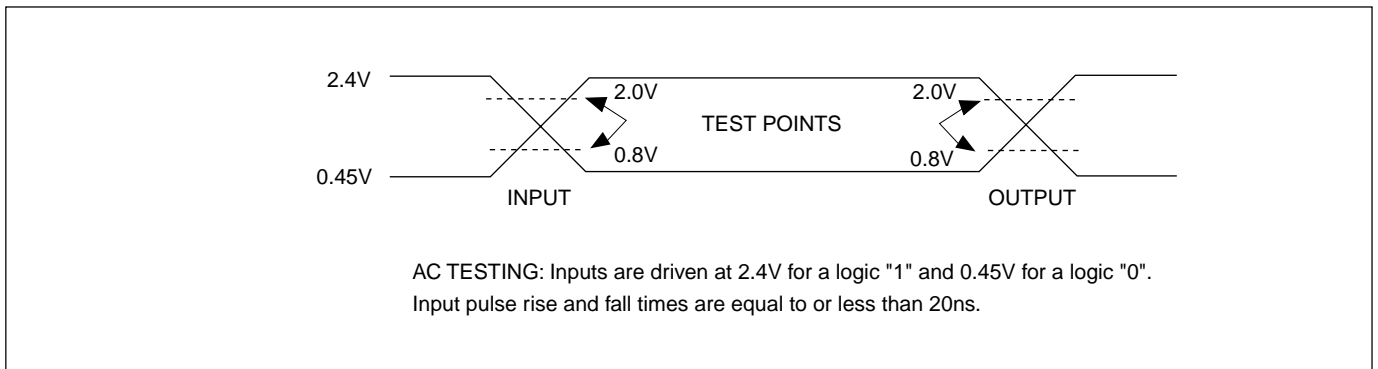 2.4V
2.0V
2.0V
TEST POINTS
0.8V
0.8V
0.45V
INPUT
OUTPUT
AC TESTING: Inputs are driven at 2.4V for a logic "1" and 0.45V for a logic "0".
Input pulse rise and fall times are equal to or less than 20ns.